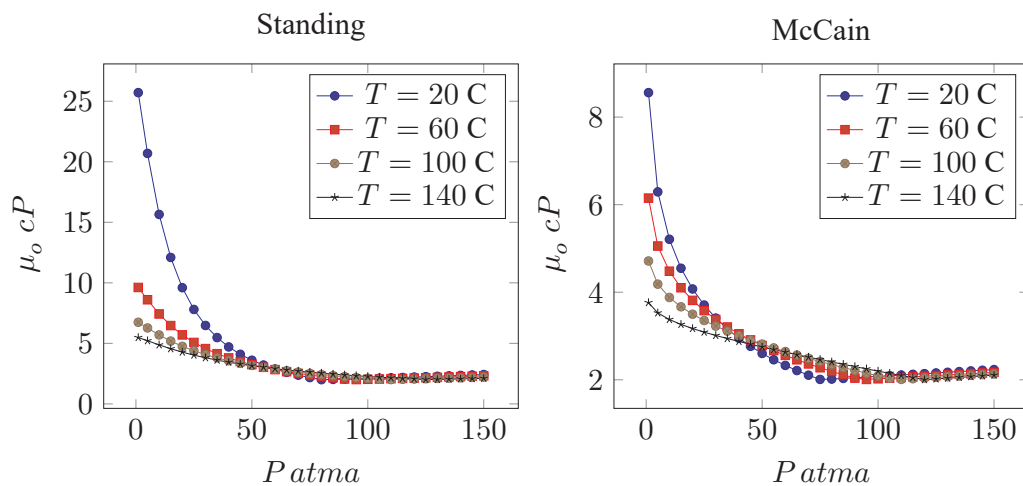 Standing
25
20
15
10
5
0
μo cP
0 50 100 150
P atma
T = 20 C
T = 60 C
T = 100 C
T = 140 C
McCain
8
6
4
2
μo cP
0 50 100 150
P atma
T = 20 C
T = 60 C
T = 100 C
T = 140 C